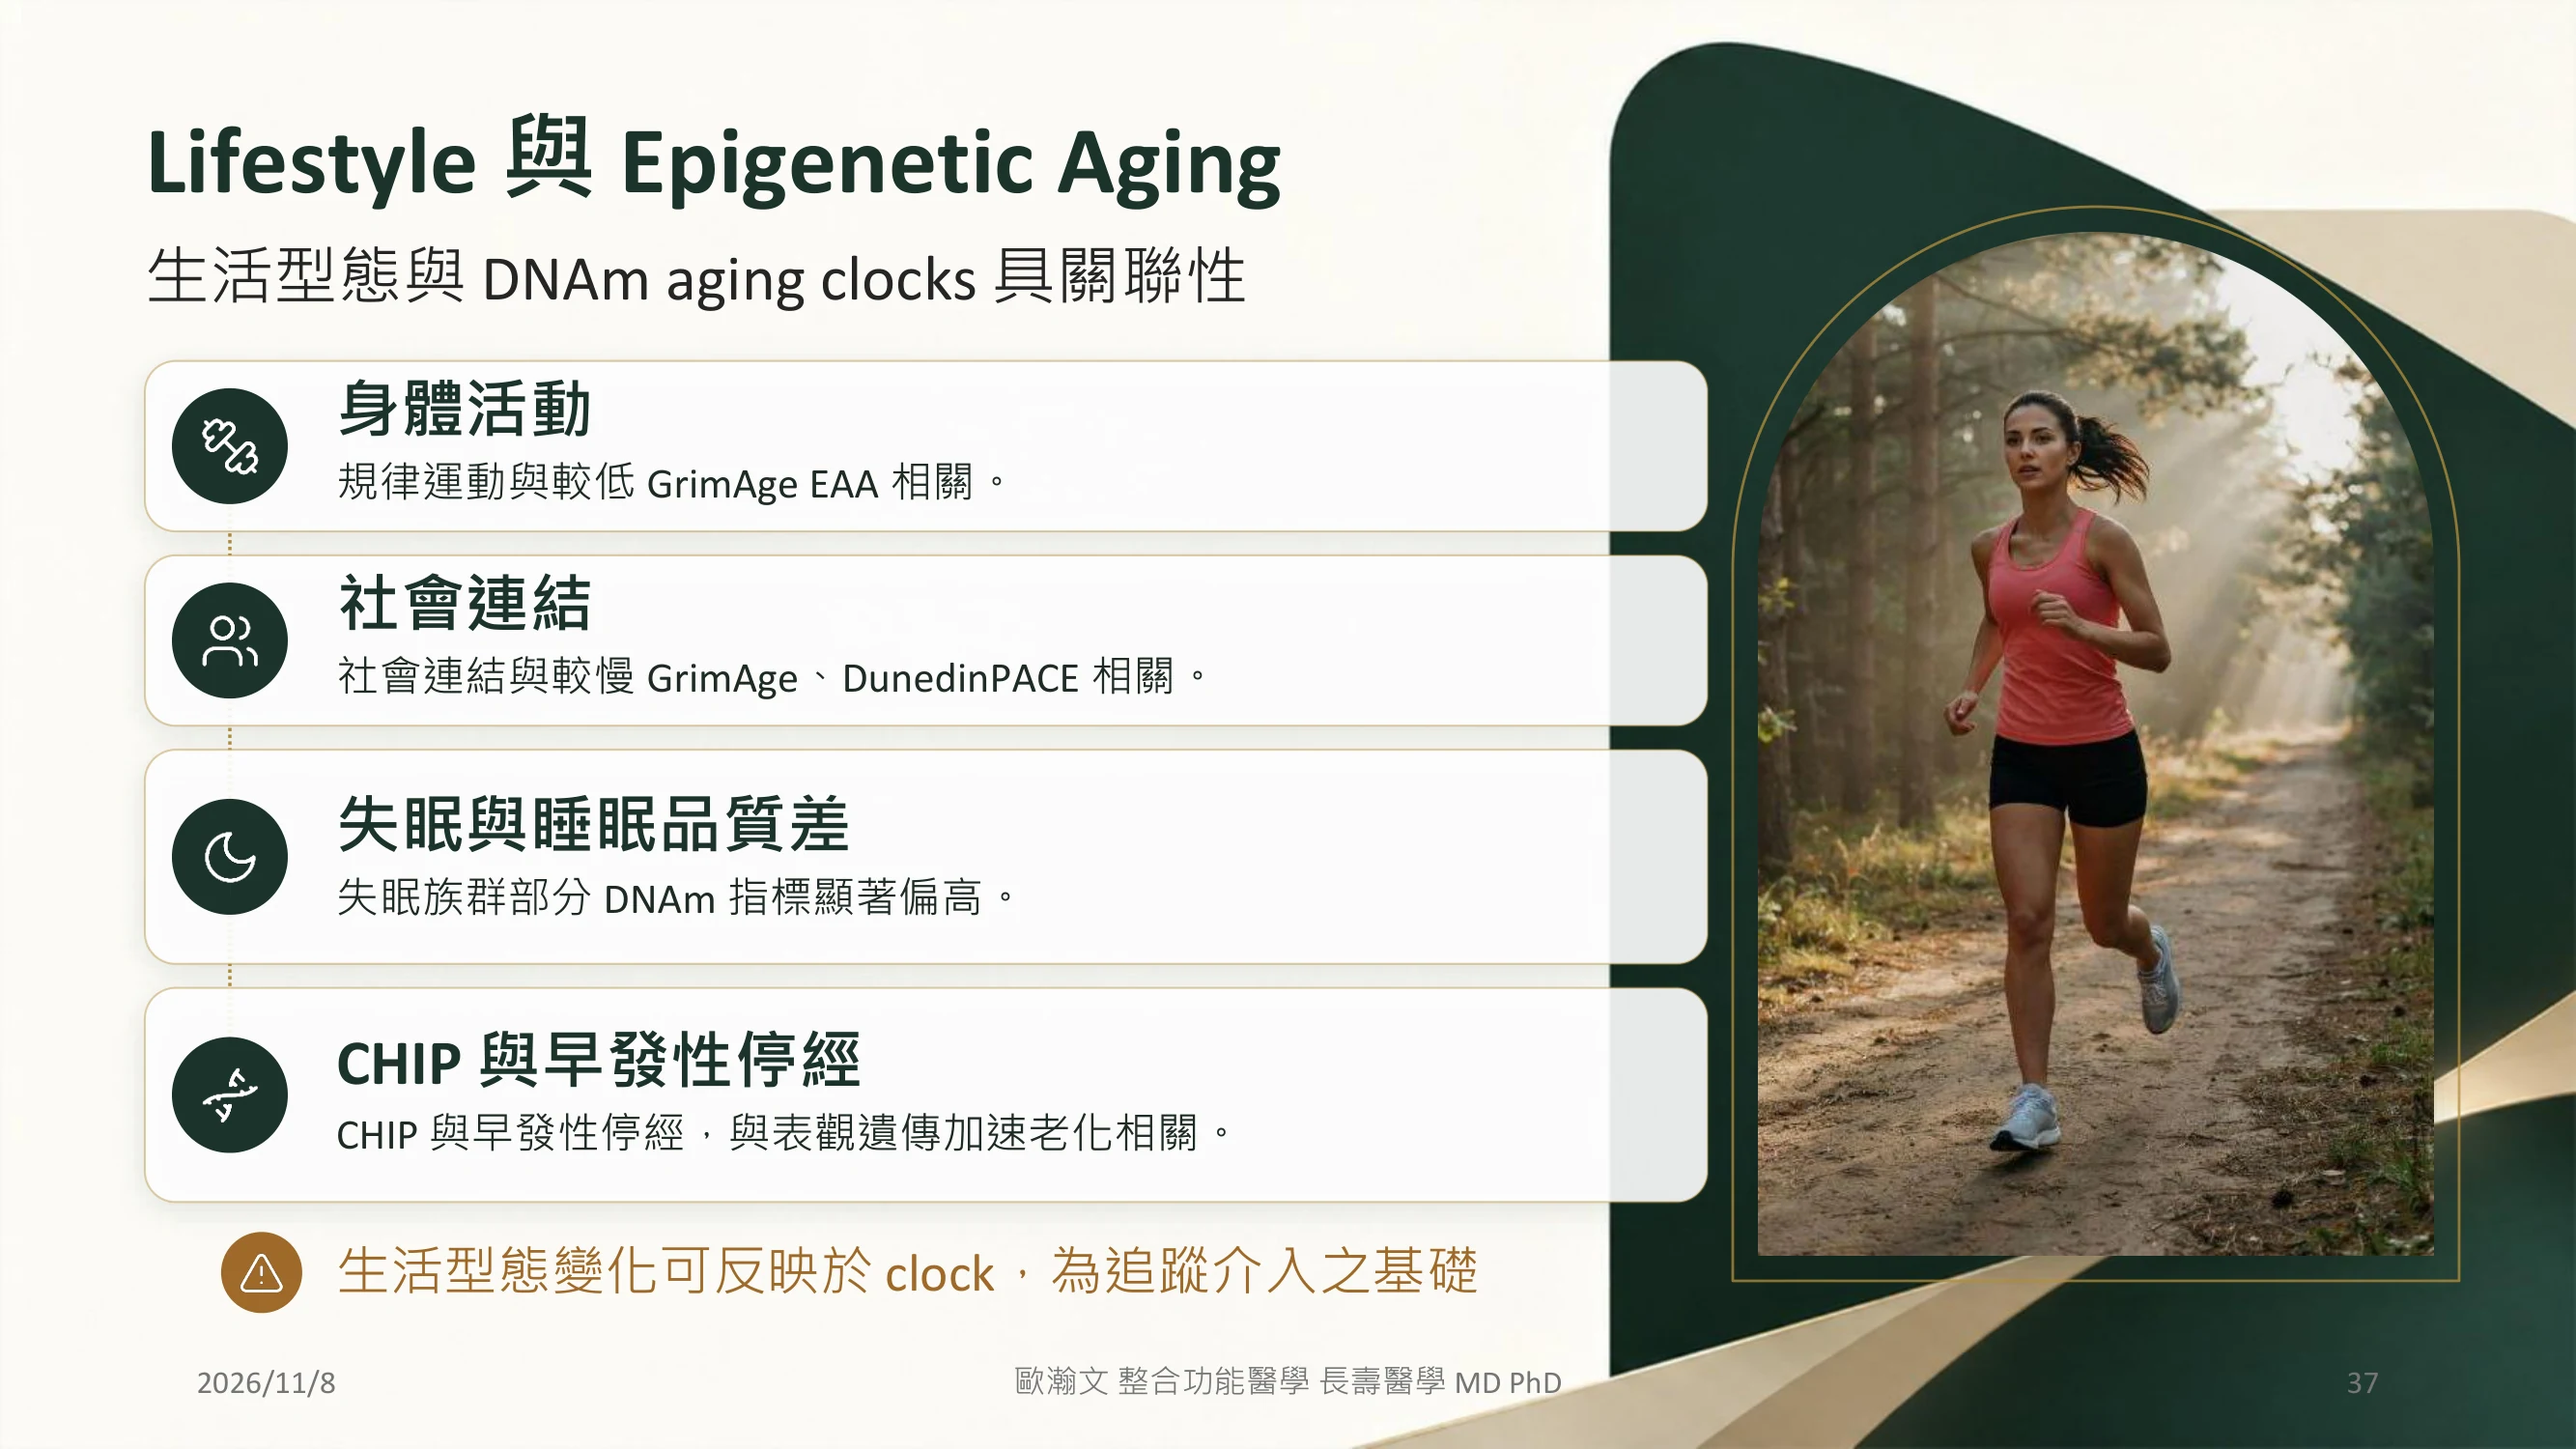 Lifestyle 與 Epigenetic Aging
生活型態與 DNAm aging clocks 具關聯性
身體活動
規律運動與較低 GrimAge EAA 相關。
社會連結
社會連結與較慢 GrimAge、DunedinPACE 相關。
失眠與睡眠品質差
失眠族群部分 DNAm 指標顯著偏高。
CHIP 與早發性停經
CHIP 與早發性停經，與表觀遺傳加速老化相關。
生活型態變化可反映於 clock，為追蹤介入之基礎
2026/11/8
歐瀚文 整合功能醫學 長壽醫學 MD PhD
37